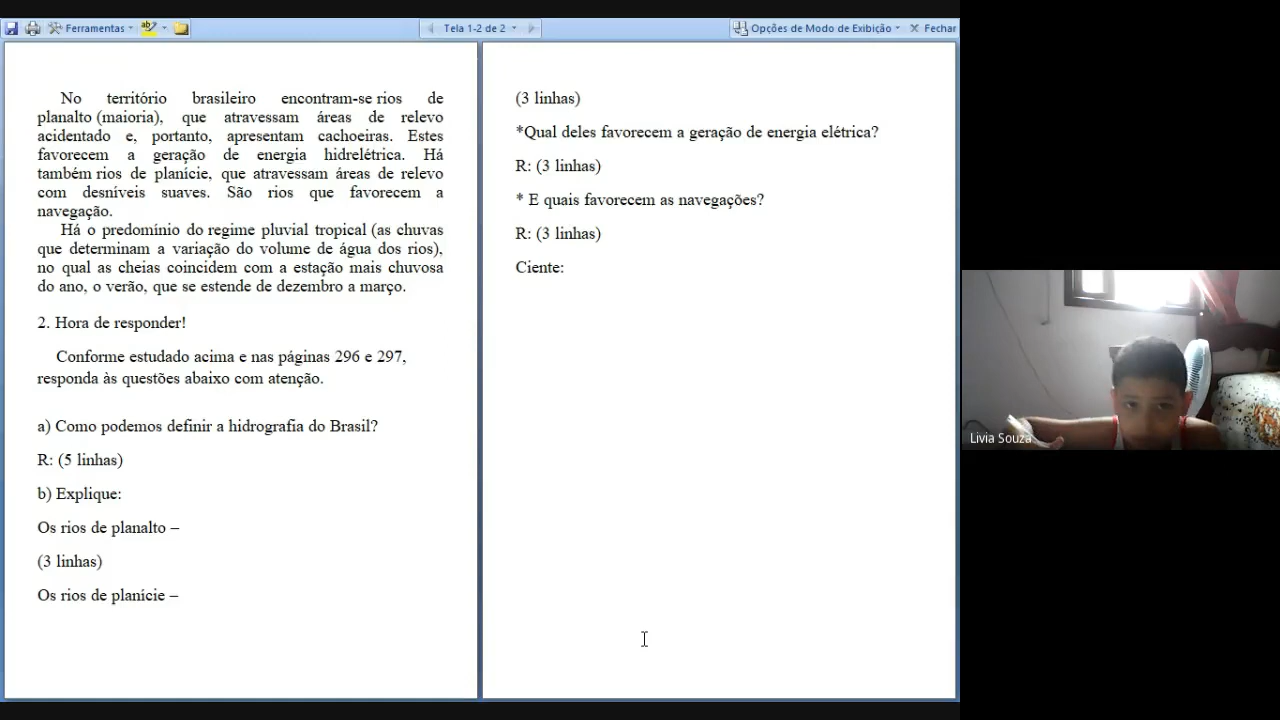 Ferramentas
Tela 1-2 de 2
Opções de Modo de Exibição
Fechar
No território brasileiro encontram-se rios de
planalto (maioria), que atravessam áreas de relevo
acidentado e, portanto, apresentam cachoeiras. Estes
favorecem a geração de energia hidrelétrica. Há
também rios de planície, que atravessam áreas de relevo
com desníveis suaves. São rios que favorecem a
navegação.
Há o predomínio do regime pluvial tropical (as chuvas
que determinam a variação do volume de água dos rios),
no qual as cheias coincidem com a estação mais chuvosa
do ano, o verão, que se estende de dezembro a março.
2. Hora de responder!
Conforme estudado acima e nas páginas 296 e 297,
responda às questões abaixo com atenção.
a) Como podemos definir a hidrografia do Brasil?
R: (5 linhas)
b) Explique:
Os rios de planalto –
(3 linhas)
Os rios de planície –
(3 linhas)
*Qual deles favorecem a geração de energia elétrica?
R: (3 linhas)
* E quais favorecem as navegações?
R: (3 linhas)
Ciente:
Livia Souza